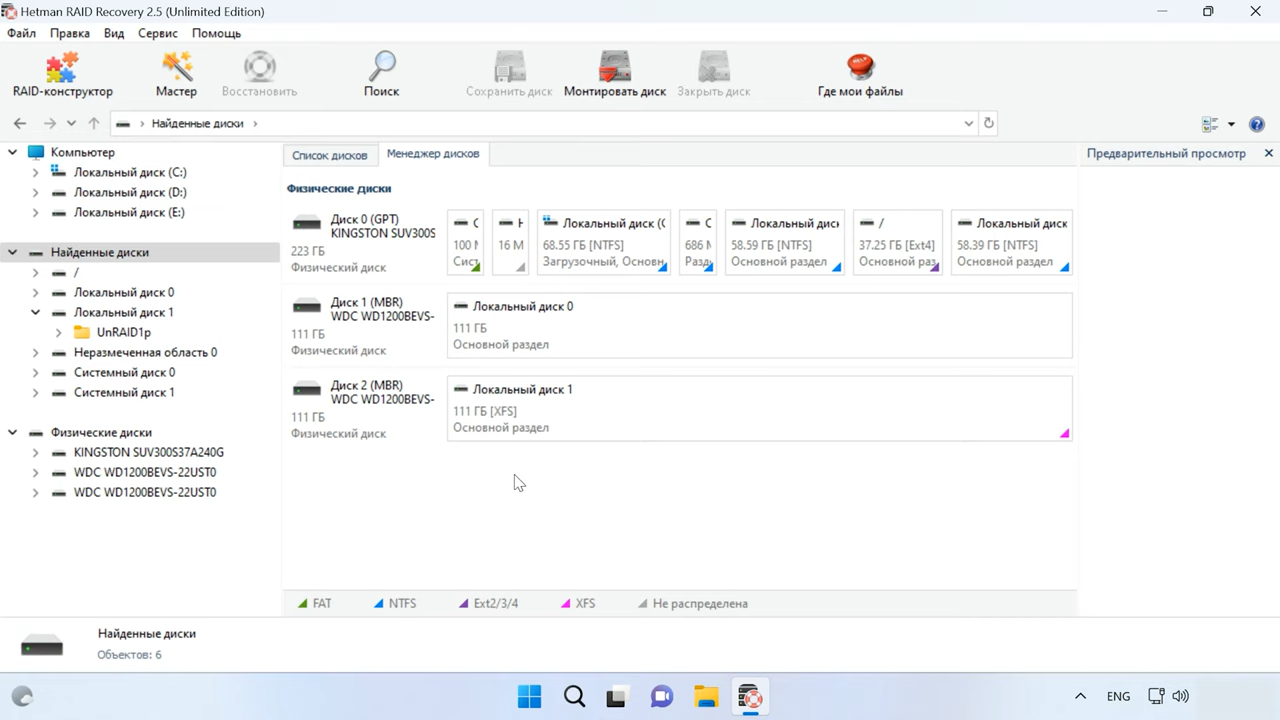 Hetman RAID Recovery 2.5 (Unlimited Edition)
Файл Правка Вид Сервис Помощь
RAID-конструктор Мастер Восстановить Поиск Сохранить диск Монтировать диск Закрыть диск Где мои файлы
Найденные диски
Компьютер
Локальный диск (C:)
Локальный диск (D:)
Локальный диск (E:)
Найденные диски
/
Локальный диск 0
Локальный диск 1
UnRAID1p
Неразмеченная область 0
Системный диск 0
Системный диск 1
Физические диски
KINGSTON SUV300S37A240G
WDC WD1200BEVS-22UST0
WDC WD1200BEVS-22UST0
Список дисков Менеджер дисков
Физические диски
Диск 0 (GPT)
KINGSTON SUV300S
223 ГБ
Физический диск
100
Сист
16 М
Локальный диск (
68.55 ГБ [NTFS]
Загрузочный, Основн
686
Разд
Локальный дис
58.59 ГБ [NTFS]
Основной раздел
/
37.25 ГБ [Ext4]
Основной раз
Локальный диск
58.39 ГБ [NTFS]
Основной раздел
Диск 1 (MBR)
WDC WD1200BEVS-
111 ГБ
Физический диск
Локальный диск 0
111 ГБ
Основной раздел
Диск 2 (MBR)
WDC WD1200BEVS-
111 ГБ
Физический диск
Локальный диск 1
111 ГБ [XFS]
Основной раздел
FAT NTFS Ext2/3/4 XFS Не распределена
Предварительный просмотр
Найденные диски
Объектов: 6
ENG